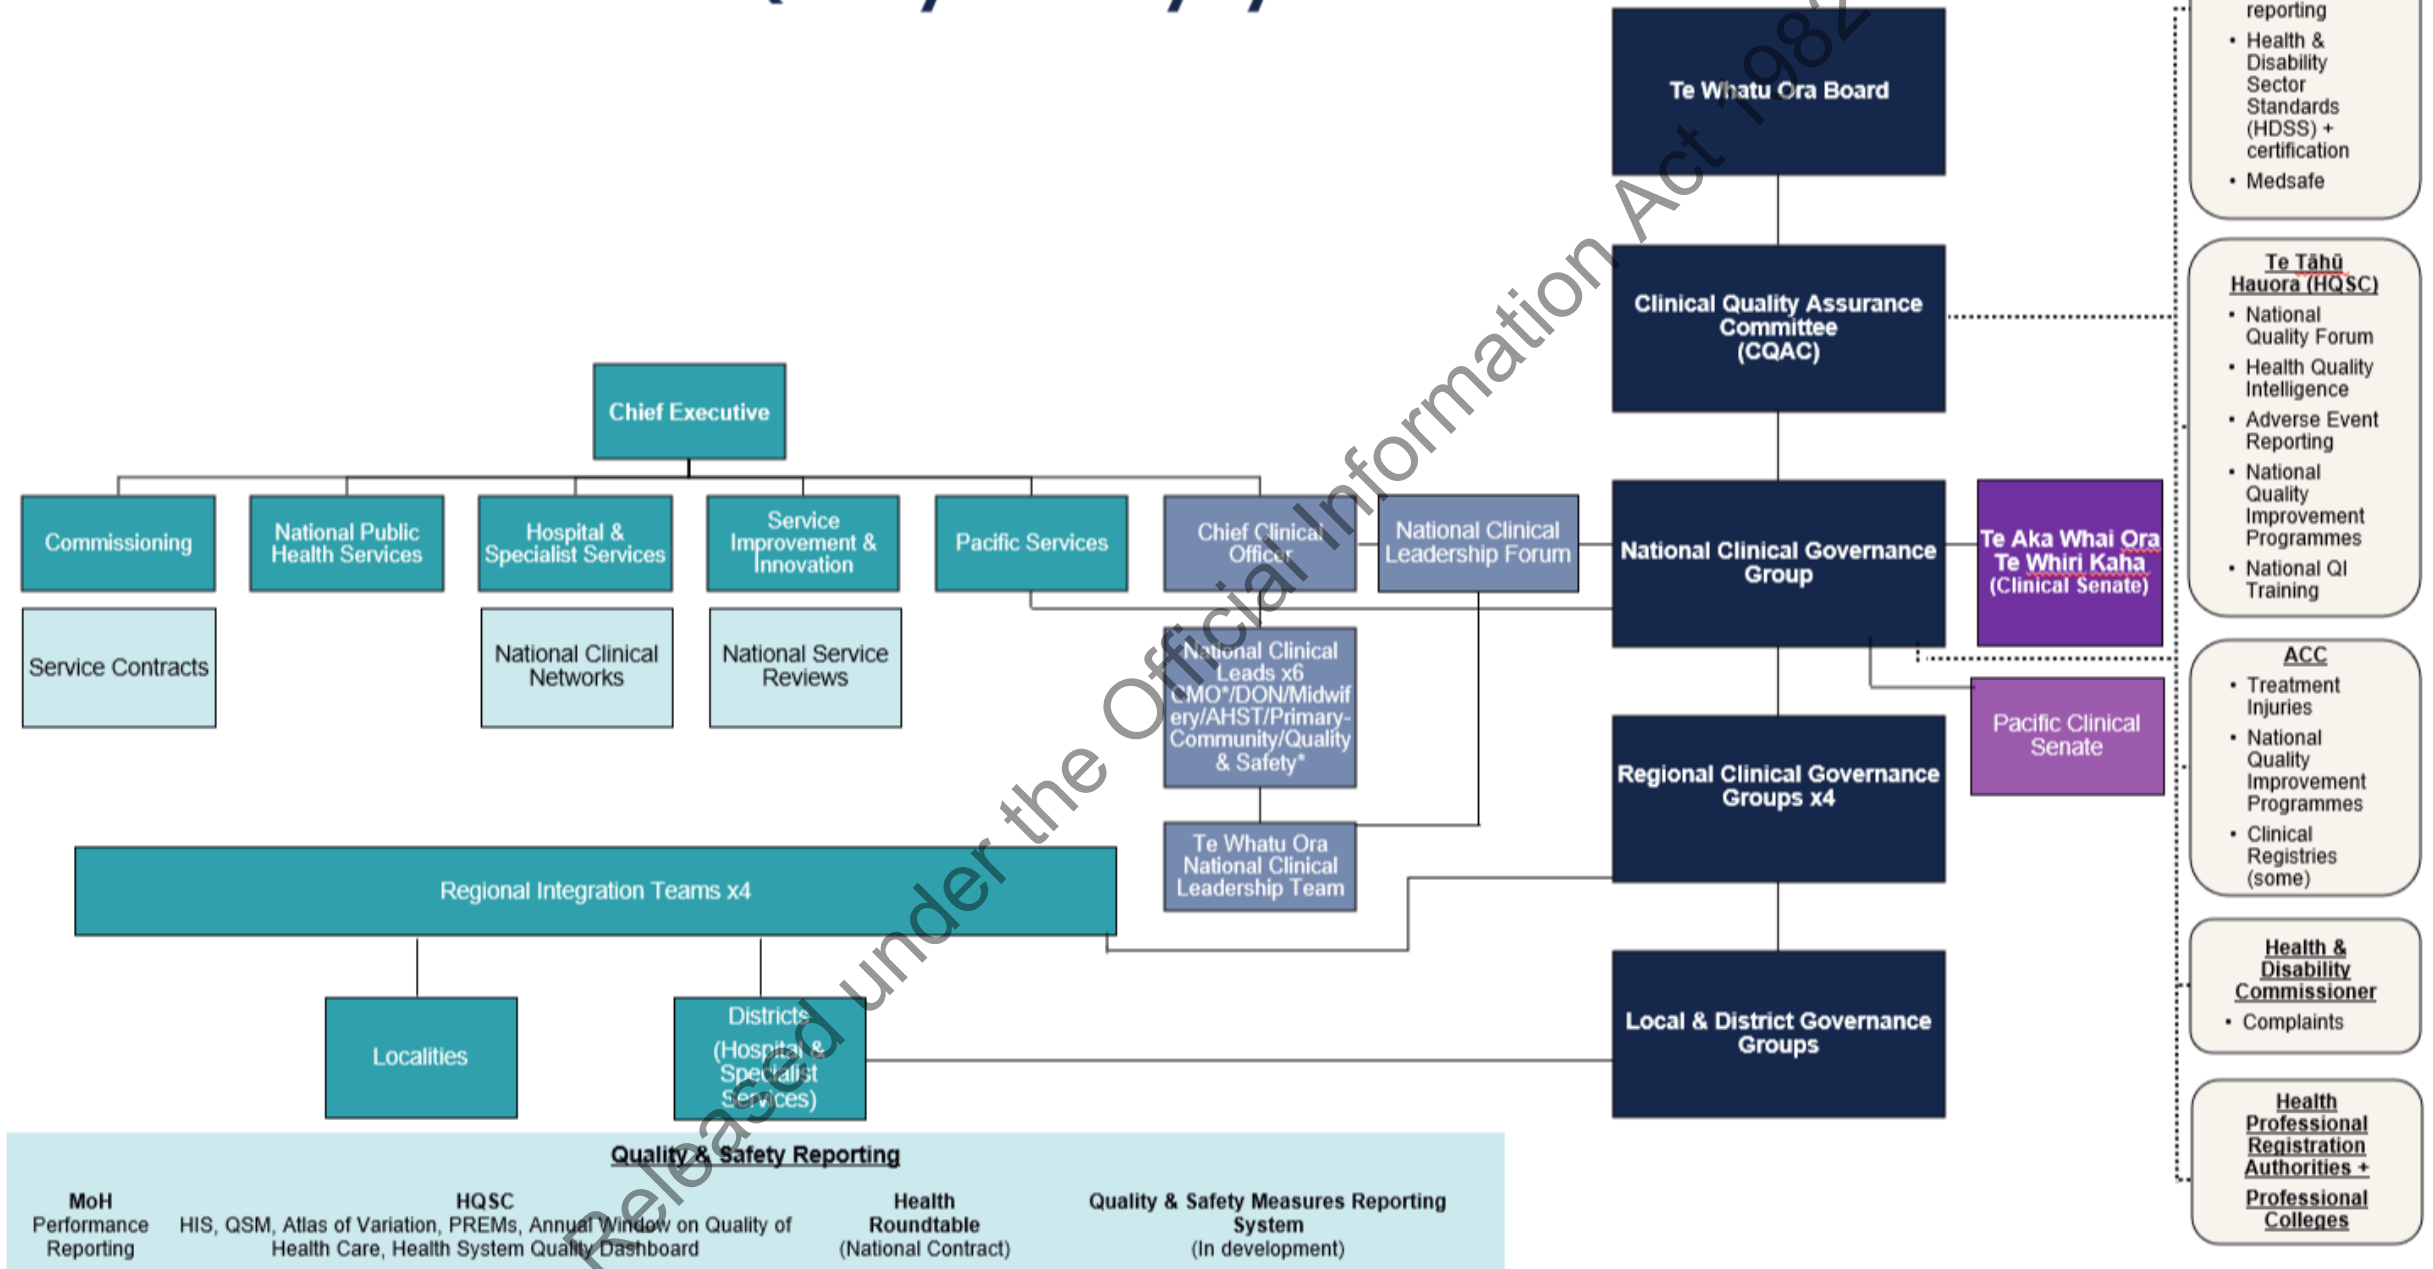 Te Whatu Ora Board
reporting
• Health &
Disability
Sector
Standards
(HDSS) +
certification
• Medsafe
Clinical Quality Assurance
Committee
(CQAC)
Te Tāhū
Hauora (HQSC)
• National
Quality Forum
• Health Quality
Intelligence
• Adverse Event
Reporting
• National
Quality
Improvement
Programmes
• National QI
Training
Chief Executive
Commissioning
National Public
Health Services
Hospital &
Specialist Services
Service
Improvement &
Innovation
Pacific Services
Chief Clinical
Officer
National Clinical
Leadership Forum
National Clinical Governance
Group
Te Aka Whai Ora
Te Whiri Kaha
(Clinical Senate)
Service Contracts
National Clinical
Networks
National Service
Reviews
National Clinical
Leads x6
CMO*/DON/Midwif
ery/AHST/Primary-
Community/Quality
& Safety*
Pacific Clinical
Senate
ACC
• Treatment
Injuries
• National
Quality
Improvement
Programmes
• Clinical
Registries
(some)
Regional Clinical Governance
Groups x4
Te Whatu Ora
National Clinical
Leadership Team
Regional Integration Teams x4
Localities
Districts
(Hospital &
Specialist
Services)
Local & District Governance
Groups
Health &
Disability
Commissioner
• Complaints
Health
Professional
Registration
Authorities +
Professional
Colleges
Quality & Safety Reporting
MoH
Performance
Reporting
HQSC
HIS, QSM, Atlas of Variation, PREMs, Annual Window on Quality of
Health Care, Health System Quality Dashboard
Health
Roundtable
(National Contract)
Quality & Safety Measures Reporting
System
(In development)
Released under the Official Information Act 1982